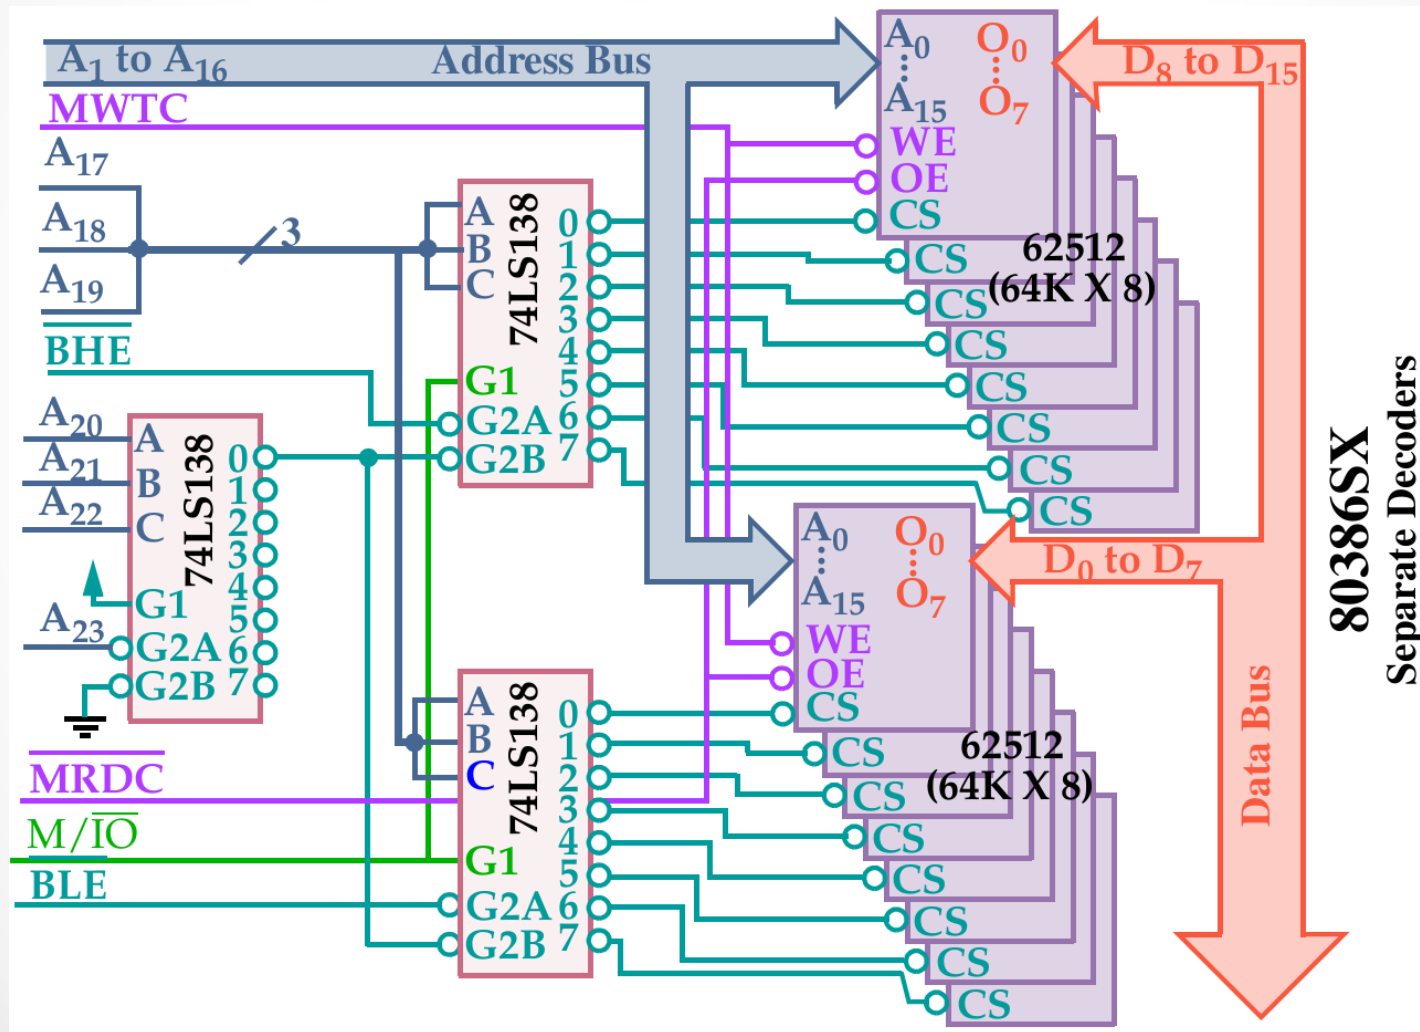 A1 to A16
Address Bus
MWTC
A17
A18
A19
3
BHE
A20
A21
A22
A23
A
B
C
G1
G2A
G2B
74LS138
0
1
2
3
4
5
6
7
A
B
C
G1
G2A
G2B
74LS138
0
1
2
3
4
5
6
7
MRDC
M/IO
BLE
A
B
C
G1
G2A
G2B
74LS138
0
1
2
3
4
5
6
7
A0
A15
O0
O7
WE
OE
CS
CS
CS
CS
CS
CS
CS
CS
62512
(64K X 8)
D8 to D15
A0
A15
O0
O7
WE
OE
CS
CS
CS
CS
CS
CS
CS
CS
62512
(64K X 8)
D0 to D7
Data Bus
80386SX
Separate Decoders